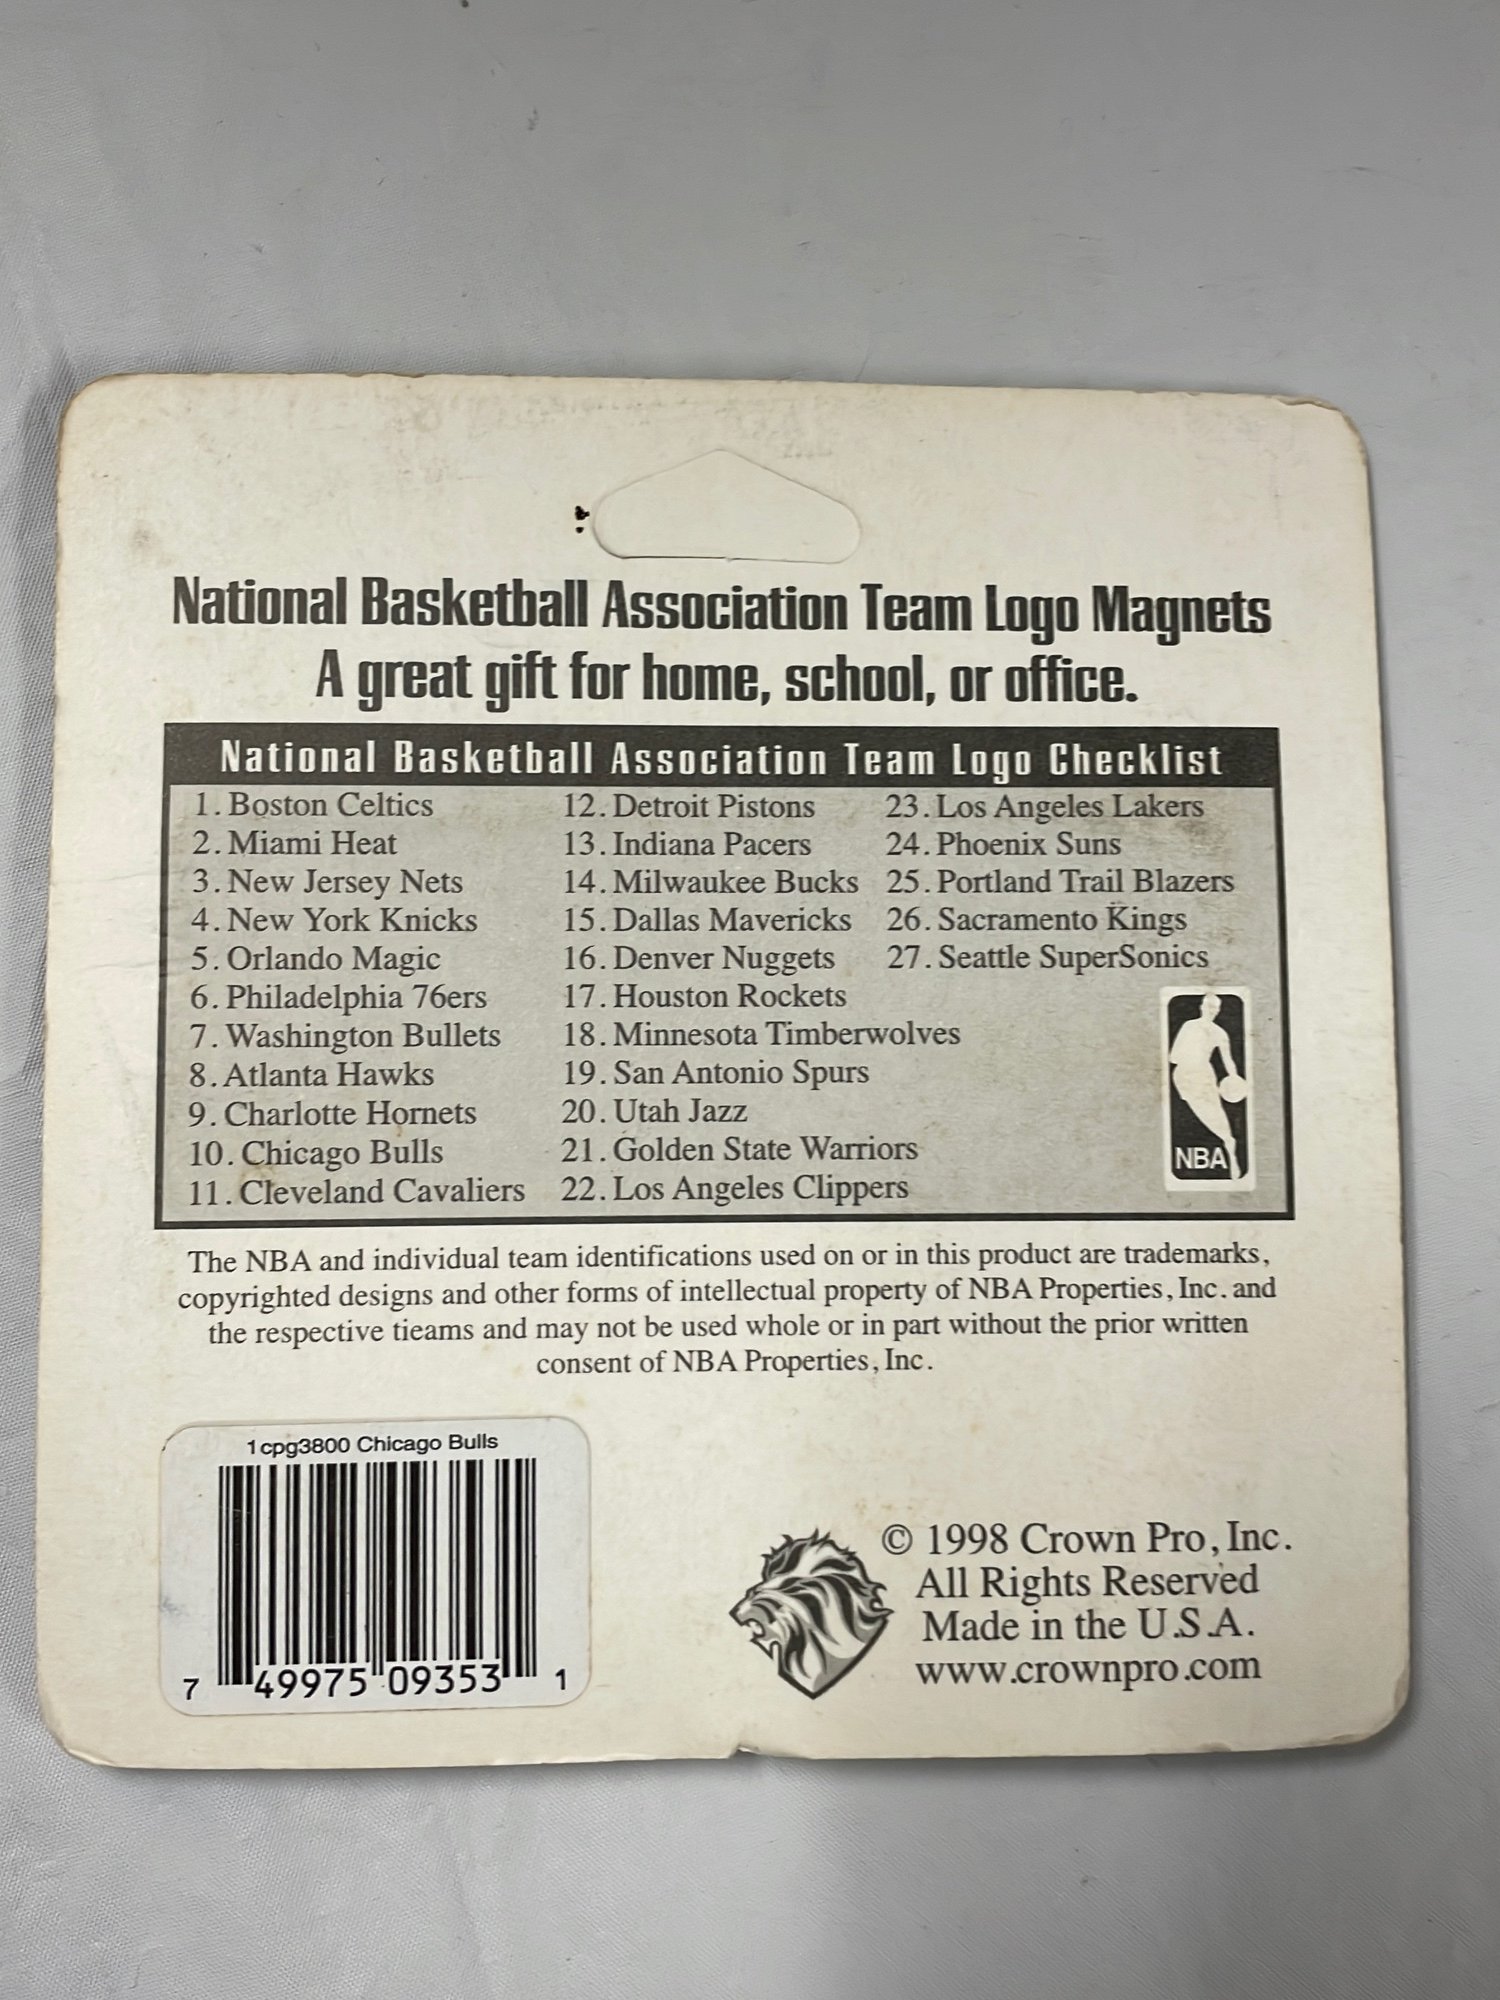 National Basketball Association Team Logo Magnets
A great gift for home, school, or office.
National Basketball Association Team Logo Checklist
1. Boston Celtics
2. Miami Heat
3. New Jersey Nets
4. New York Knicks
5. Orlando Magic
6. Philadelphia 76ers
7. Washington Bullets
8. Atlanta Hawks
9. Charlotte Hornets
10. Chicago Bulls
11. Cleveland Cavaliers
12. Detroit Pistons
13. Indiana Pacers
14. Milwaukee Bucks
15. Dallas Mavericks
16. Denver Nuggets
17. Houston Rockets
18. Minnesota Timberwolves
19. San Antonio Spurs
20. Utah Jazz
21. Golden State Warriors
22. Los Angeles Clippers
23. Los Angeles Lakers
24. Phoenix Suns
25. Portland Trail Blazers
26. Sacramento Kings
27. Seattle SuperSonics
NBA
The NBA and individual team identifications used on or in this product are trademarks,
copyrighted designs and other forms of intellectual property of NBA Properties, Inc. and
the respective tieams and may not be used whole or in part without the prior written
consent of NBA Properties, Inc.
1cpg3800 Chicago Bulls
7 49975 09353 1
© 1998 Crown Pro, Inc.
All Rights Reserved
Made in the U.S.A.
www.crownpro.com